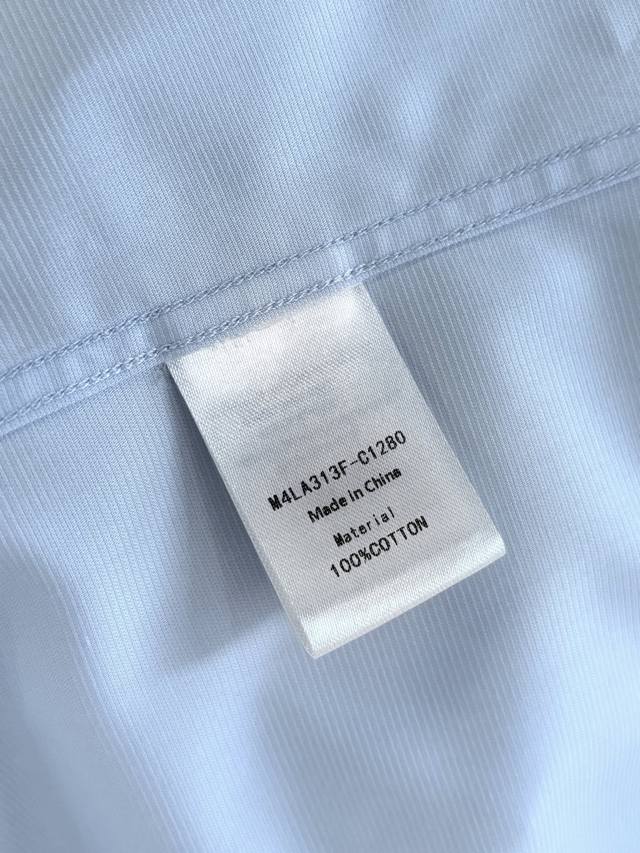 M4LA313F-C1280
Made in China
Material
100%COTTON